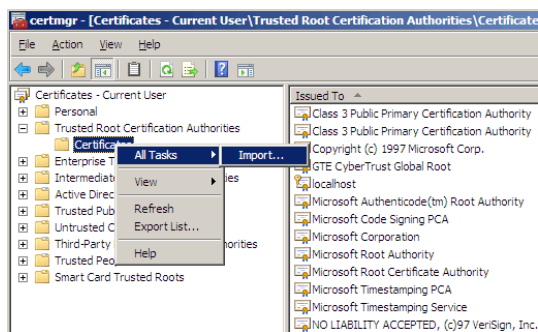 certmgr - [Certificates - Current User\Trusted Root Certification Authorities\Certificate
File Action View Help
Certificates - Current User
Personal
Trusted Root Certification Authorities
Certificates
Enterprise T
Intermediat ies
Active Direc
Trusted Pub
Untrusted C
Third-Party horities
Trusted Peo
Smart Card Trusted Roots
All Tasks
Import...
View
Refresh
Export List...
Help
Issued To
Class 3 Public Primary Certification Authority
Class 3 Public Primary Certification Authority
Copyright (c) 1997 Microsoft Corp.
GTE CyberTrust Global Root
localhost
Microsoft Authenticode(tm) Root Authority
Microsoft Code Signing PCA
Microsoft Corporation
Microsoft Root Authority
Microsoft Root Certificate Authority
Microsoft Timestamping PCA
Microsoft Timestamping Service
NO LIABILITY ACCEPTED, (c)97 VeriSign, Inc.